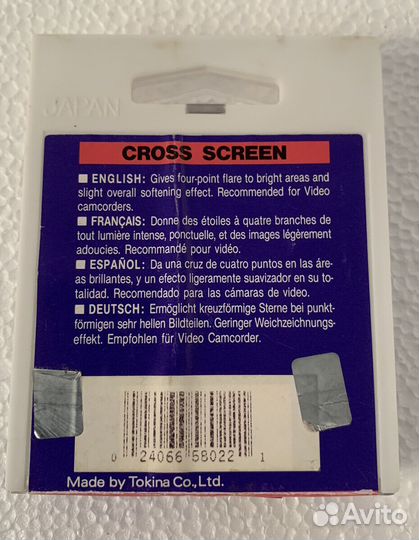 JAPAN
CROSS SCREEN
■ ENGLISH: Gives four-point flare to bright areas and
slight overall softening effect. Recommended for Video
camcorders.
■ FRANÇAIS: Donne des étoiles à quatre branches de
tout lumière intense, ponctuelle, et des images légèrement
adoucies. Recommandé pour vidéo.
■ ESPAÑOL: Da una cruz de cuatro puntos en las áre-
as brillantes, y un efecto ligeramente suavizador en su to-
talidad. Recomendado para las cámaras de video.
■ DEUTSCH: Ermöglicht kreuzförmige Sterne bei punkt-
förmigen sehr hellen Bildteilen. Geringer Weichzeichnungs-
effekt. Empfohlen für Video Camcorder.
0 24066 58022 1
Made by Tokina Co., Ltd.
Avito